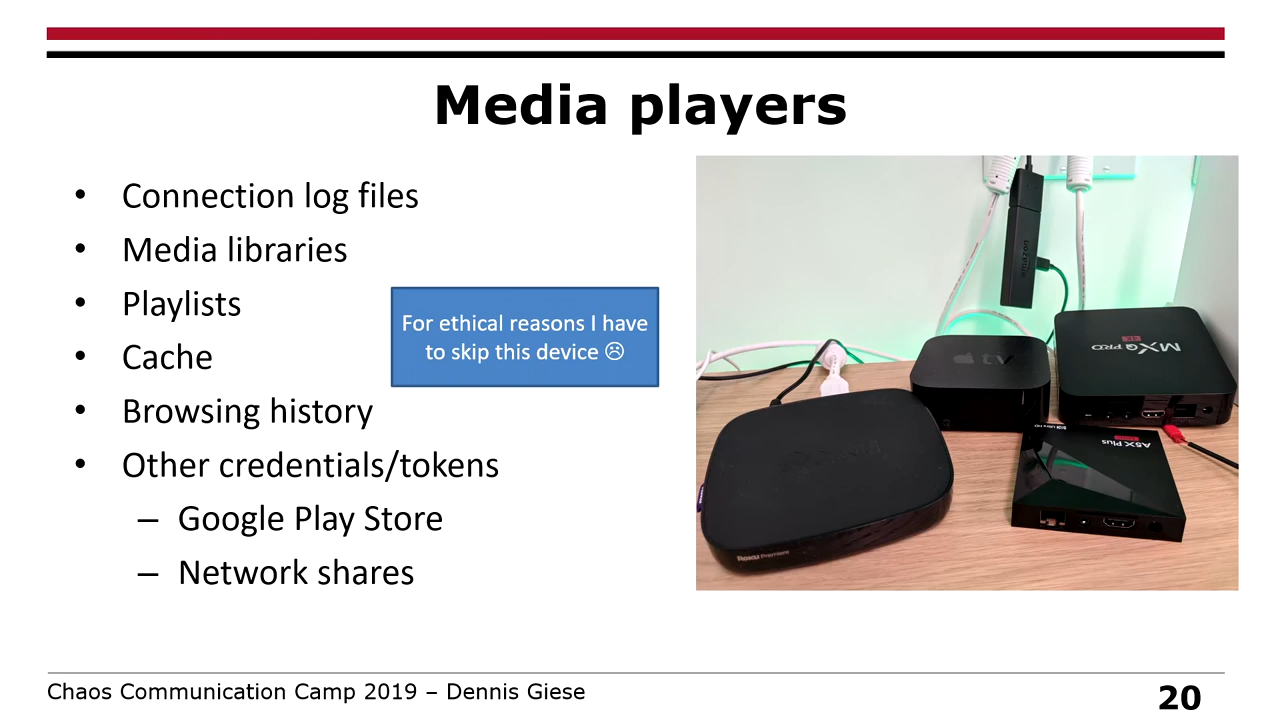 Media players
• Connection log files
• Media libraries
• Playlists
• Cache
• Browsing history
• Other credentials/tokens
– Google Play Store
– Network shares
For ethical reasons I have
to skip this device ☹
amazon
tv
MXQ PRO
4K
A5X Plus
Roku
Roku Premiere
Chaos Communication Camp 2019 – Dennis Giese
20